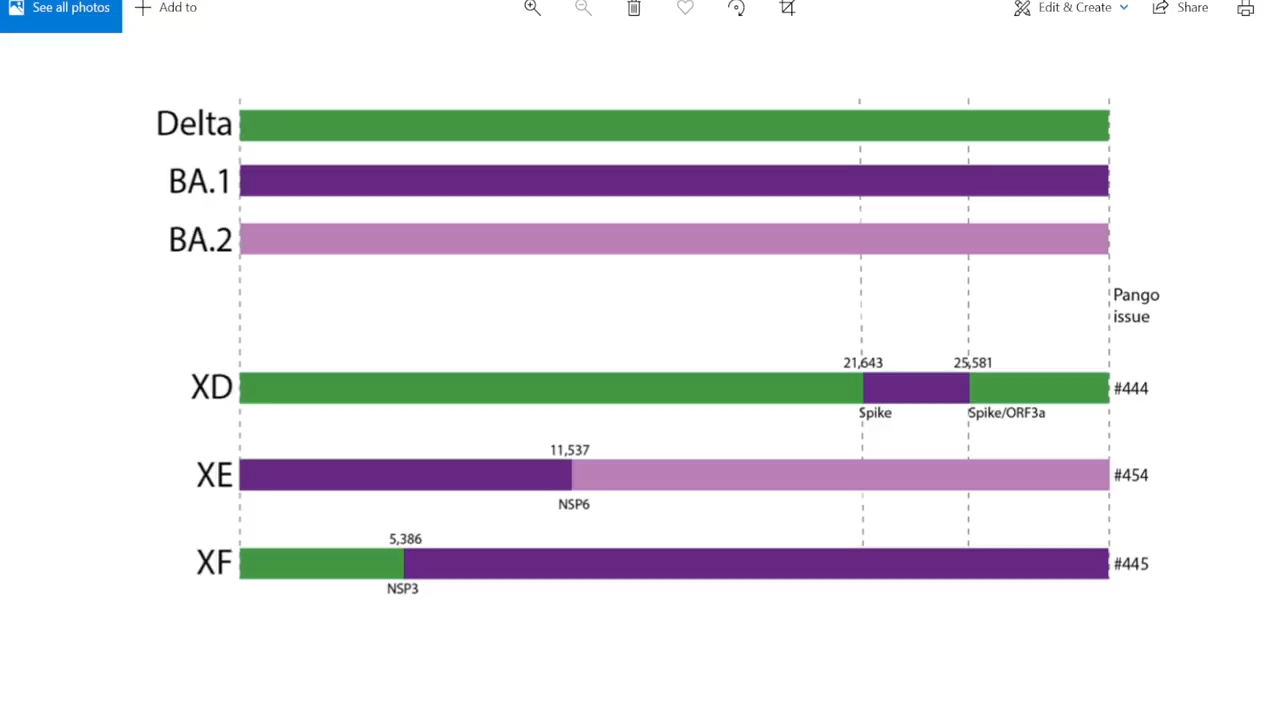 See all photos
Add to
Edit & Create
Share
Delta
BA.1
BA.2
Pango
issue
21,643
25,581
XD
#444
Spike
Spike/ORF3a
11,537
XE
#454
NSP6
5,386
XF
#445
NSP3